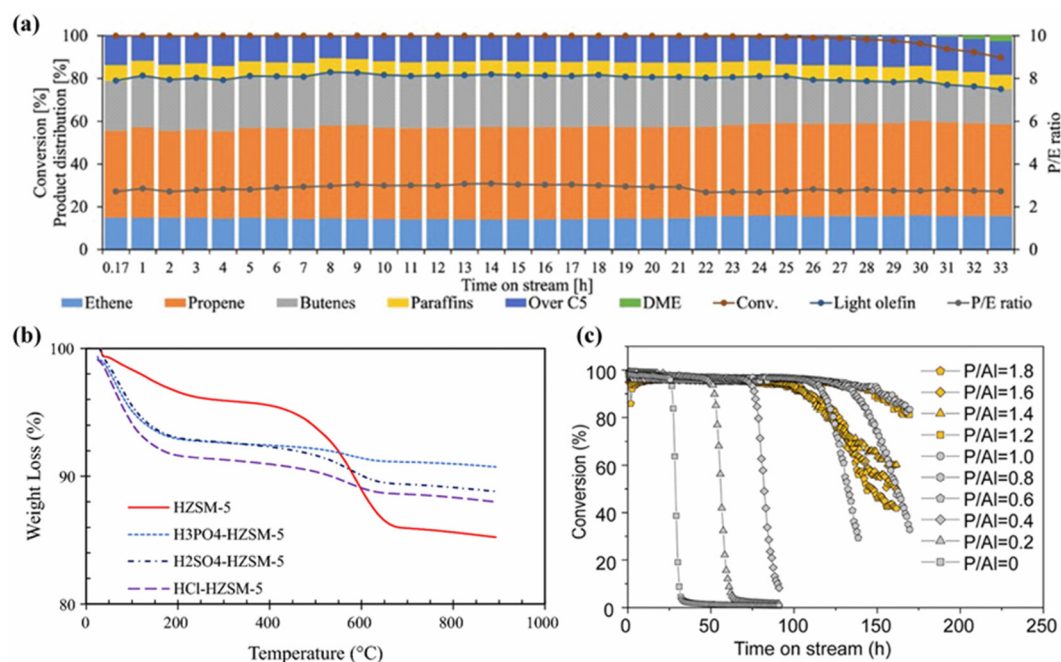 (a)
100
80
60
40
20
0
Conversion [%]
Product distribution [%]
10
8
6
4
2
0
P/E ratio
0.17 1 2 3 4 5 6 7 8 9 10 11 12 13 14 15 16 17 18 19 20 21 22 23 24 25 26 27 28 29 30 31 32 33
Time on stream [h]
Ethene Propene Butenes Paraffins Over C5 DME Conv. Light olefin P/E ratio
(b)
100
90
80
Weight Loss (%)
HZSM-5
H3PO4-HZSM-5
H2SO4-HZSM-5
HCl-HZSM-5
0 200 400 600 800 1000
Temperature (°C)
(c)
100
80
60
40
20
0
Conversion (%)
P/Al=1.8
P/Al=1.6
P/Al=1.4
P/Al=1.2
P/Al=1.0
P/Al=0.8
P/Al=0.6
P/Al=0.4
P/Al=0.2
P/Al=0
0 50 100 150 200 250
Time on stream (h)